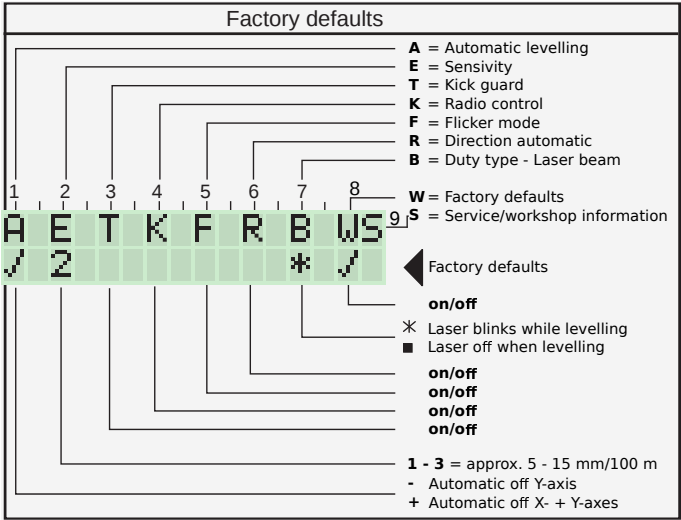 Factory defaults
A = Automatic levelling
E = Sensivity
T = Kick guard
K = Radio control
F = Flicker mode
R = Direction automatic
B = Duty type - Laser beam
1 2 3 4 5 6 7 8
W = Factory defaults
9 S = Service/workshop information
A E T K F R B WS
✓ 2 * ✓
Factory defaults
on/off
* Laser blinks while levelling
■ Laser off when levelling
on/off
on/off
on/off
on/off
1 - 3 = approx. 5 - 15 mm/100 m
- Automatic off Y-axis
+ Automatic off X- + Y-axes